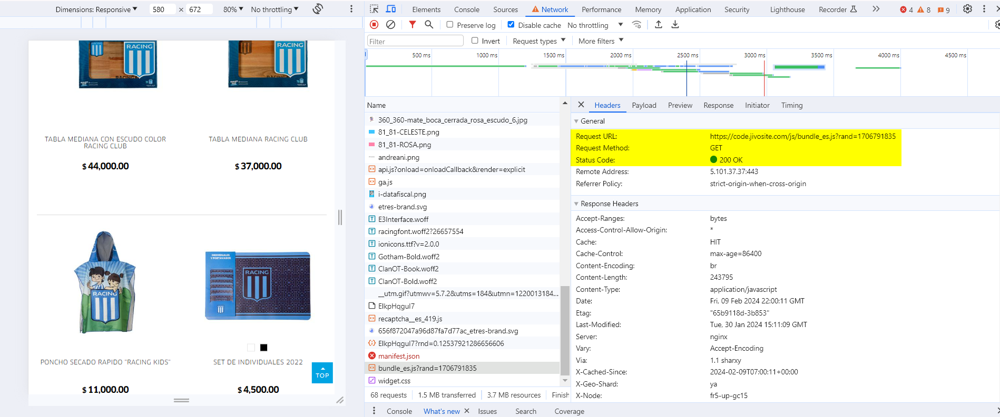 Dimensions: Responsive 580 × 672 80% No throttling
Elements Console Sources Network Performance Memory Application Security Lighthouse Recorder 4 8 9
Preserve log Disable cache No throttling
Filter Invert Request types More filters
500 ms 1000 ms 1500 ms 2000 ms 2500 ms 3000 ms 3500 ms 4000 ms 4500 ms
RACING
RACING
TABLA MEDIANA CON ESCUDO COLOR
RACING CLUB
$ 44,000.00
TABLA MEDIANA RACING CLUB
$ 37,000.00
RACING
INDIVIDUALES
Y PORTAVASOS
RACING
PONCHO SECADO RAPIDO "RACING KIDS"
$ 11,000.00
SET DE INDIVIDUALES 2022
$ 4,500.00
TOP
Name
360_360-mate_boca_cerrada_rosa_escudo_6.jpg
81_81-CELESTE.png
81_81-ROSA.png
andreani.png
api.js?onload=onloadCallback&render=explicit
ga.js
i-datafiscal.png
etres-brand.svg
E3Interface.woff
racingfont.woff2?26657554
ionicons.ttf?v=2.0.0
Gotham-Bold.woff2
ClanOT-Book.woff2
ClanOT-Bold.woff2
__utm.gif?utmwv=5.7.2&utms=184&utmn=1220013184...
EIkpHqguI7
recaptcha__es_419.js
656f872047a96d87fa7d77ac_etres-brand.svg
EIkpHqguI7?rnd=0.12537921286656606
manifest.json
bundle_es.js?rand=1706791835
widget.css
68 requests 1.5 MB transferred 3.7 MB resources Finish
Headers Payload Preview Response Initiator Timing
General
Request URL: https://code.jivosite.com/js/bundle_es.js?rand=1706791835
Request Method: GET
Status Code: 200 OK
Remote Address: 5.101.37.37:443
Referrer Policy: strict-origin-when-cross-origin
Response Headers
Accept-Ranges: bytes
Access-Control-Allow-Origin: *
Cache: HIT
Cache-Control: max-age=86400
Content-Encoding: br
Content-Length: 243795
Content-Type: application/javascript
Date: Fri, 09 Feb 2024 22:00:11 GMT
Etag: "65b9118d-3b853"
Last-Modified: Tue, 30 Jan 2024 15:11:09 GMT
Server: nginx
Vary: Accept-Encoding
Via: 1.1 sharxy
X-Cached-Since: 2024-02-09T07:00:11+00:00
X-Geo-Shard: ya
X-Node: fr5-up-gc15
Console What's new Issues Search Coverage